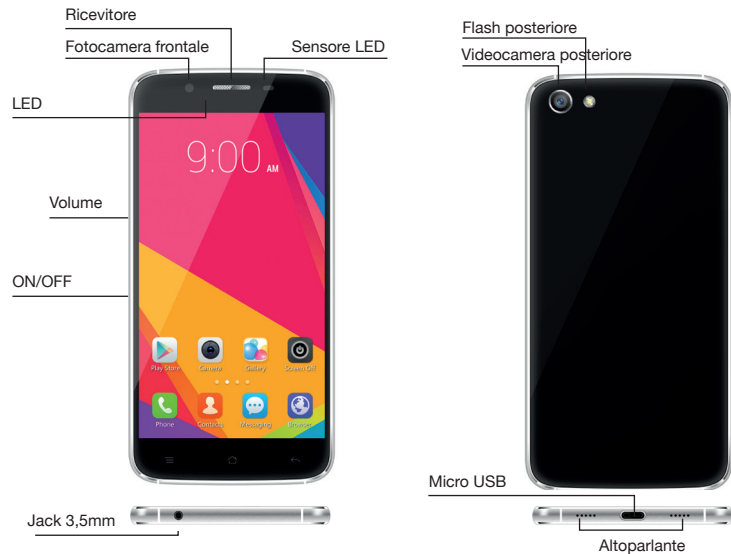 Ricevitore
Fotocamera frontale
Sensore LED
LED
Volume
ON/OFF
9:00 AM
Play Store
Camera
Gallery
Screen Off
Phone
Contacts
Messaging
Browser
Jack 3,5mm
Flash posteriore
Videocamera posteriore
Micro USB
Altoparlante